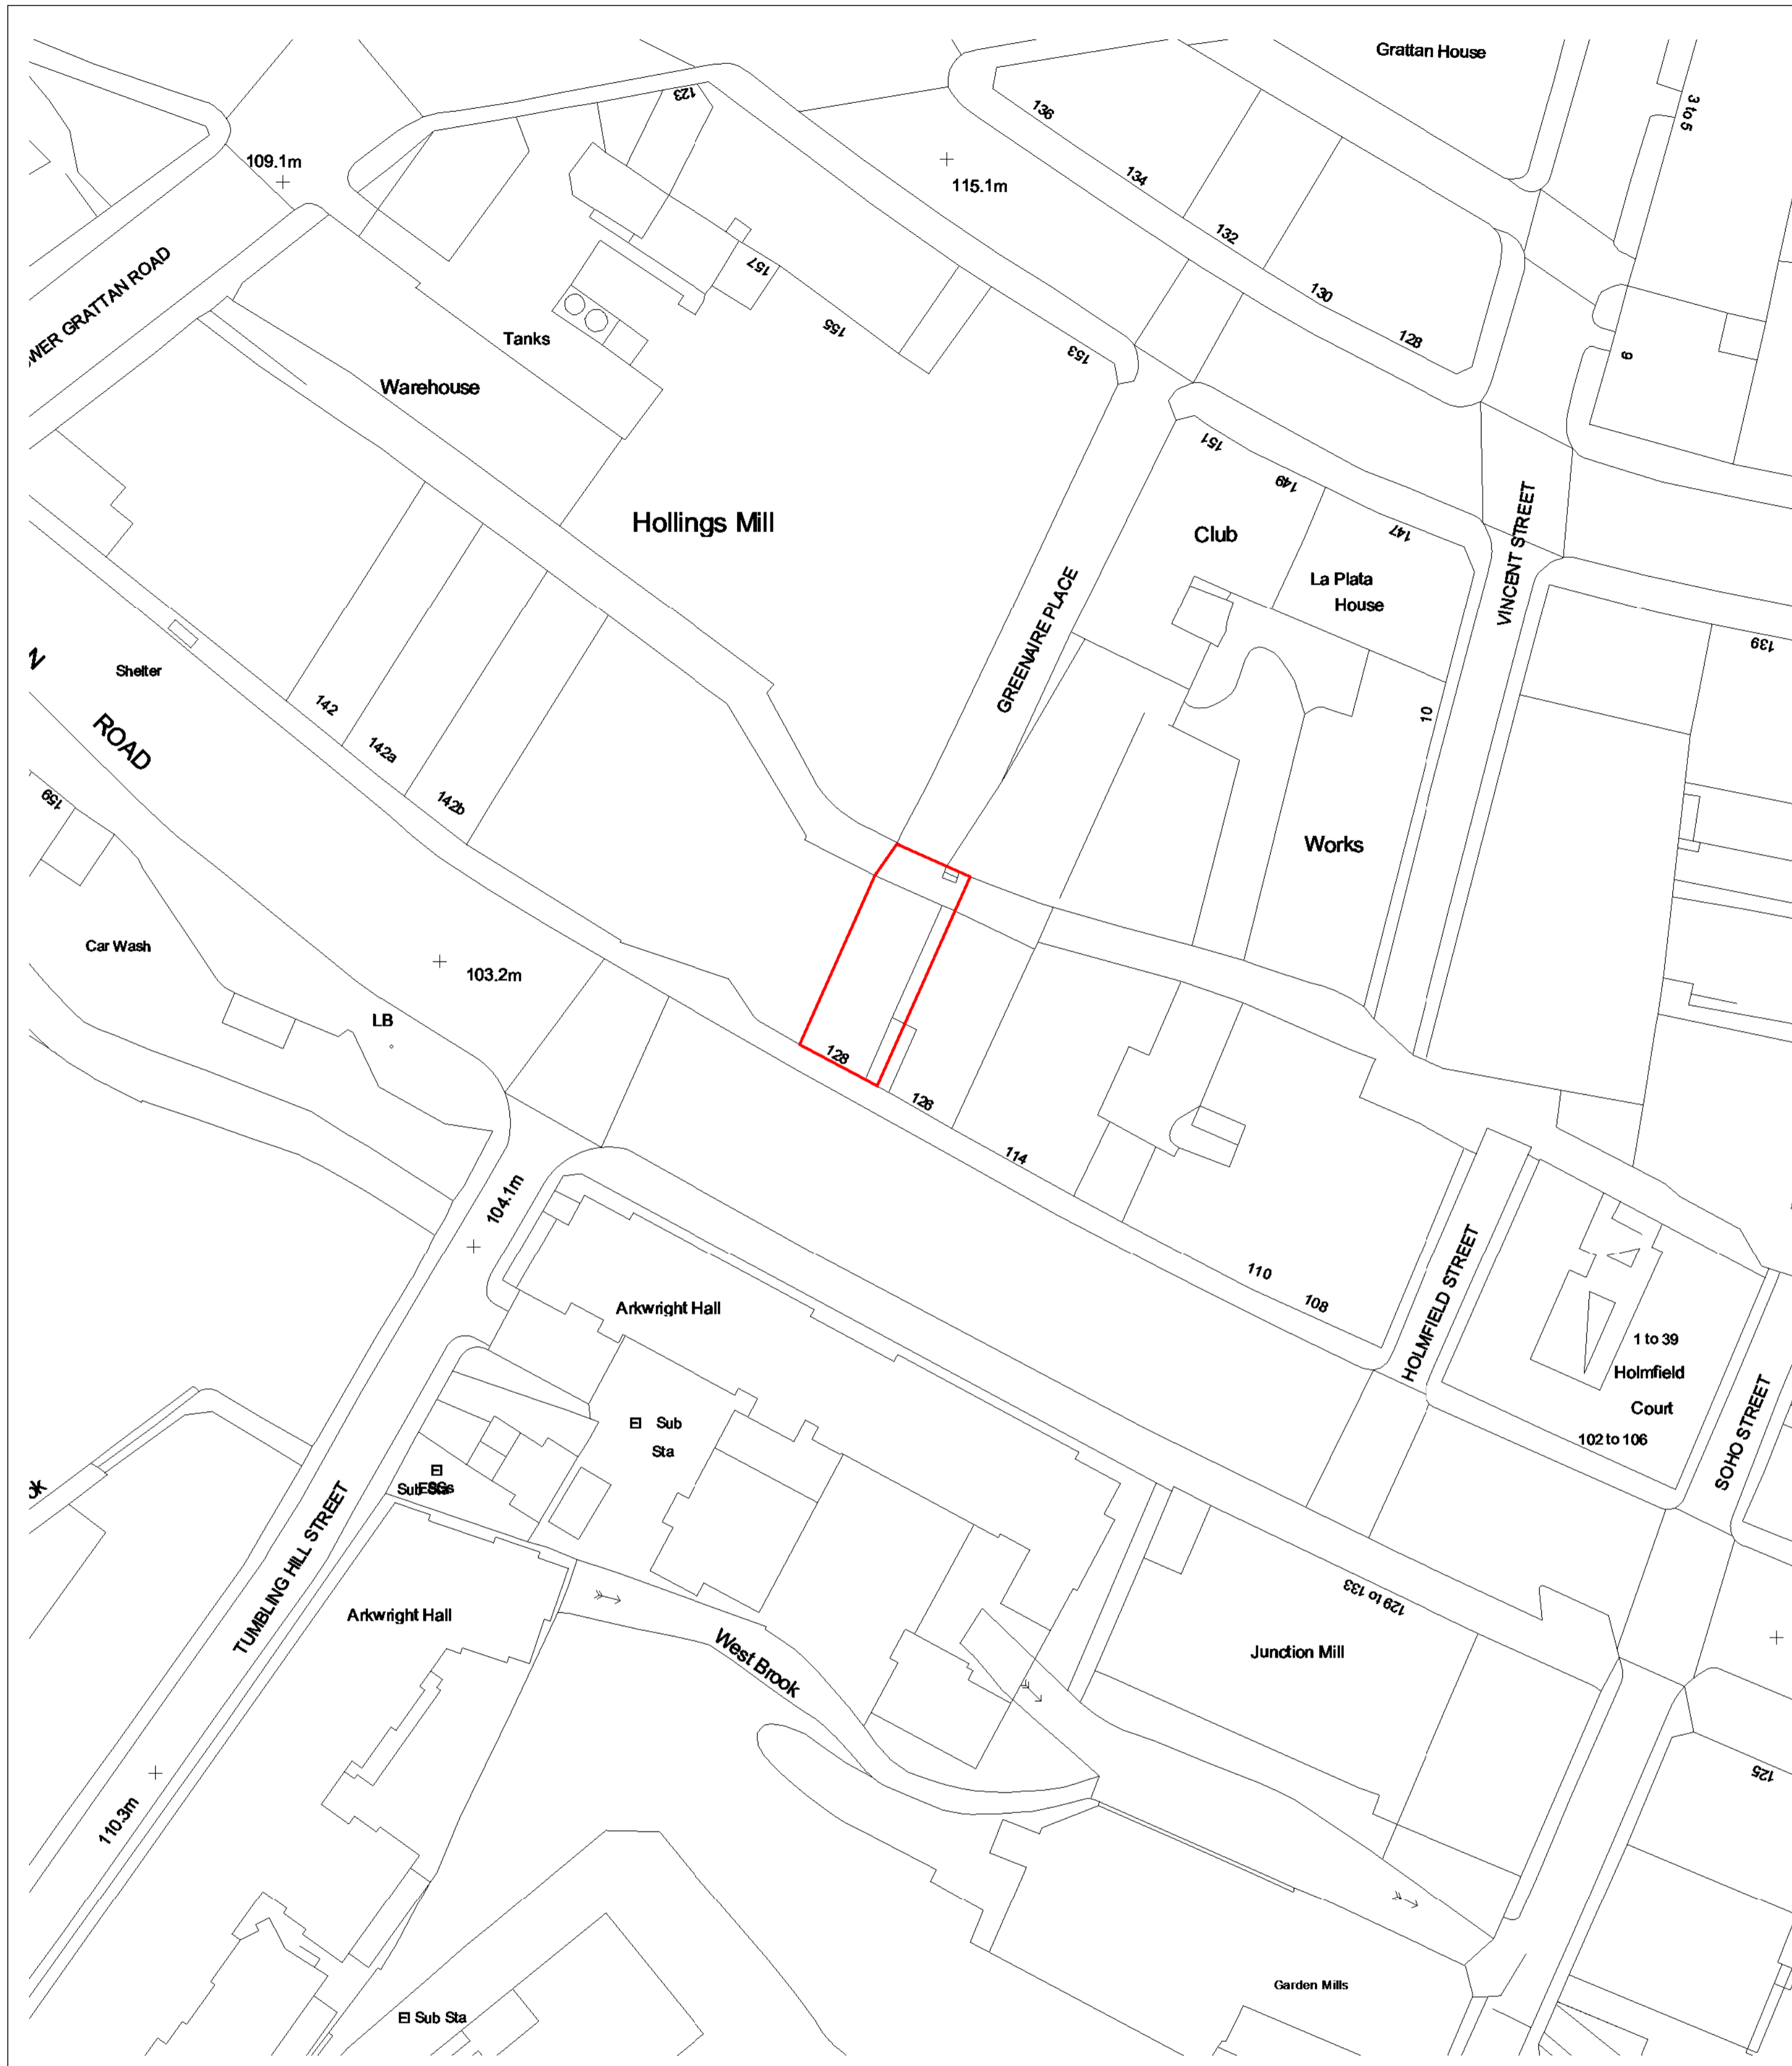 Grattan House
123
136
3 to 5
109.1m
115.1m
134
132
157
WER GRATTAN ROAD
130
Tanks
155
128
153
9
Warehouse
151
149
147
Hollings Mill
Club
VINCENT STREET
La Plata
House
GREENAIRE PLACE
139
N
Shelter
142
10
ROAD
142a
142b
159
Works
Car Wash
103.2m
LB
128
126
114
104.1m
110
108
Arkwright Hall
HOLMFIELD STREET
1 to 39
Holmfield
Court
102 to 106
SOHO STREET
Sub
Sta
Sub Sta
TUMBLING HILL STREET
129 to 133
Arkwright Hall
West Brook
Junction Mill
125
110.3m
Garden Mills
Sub Sta